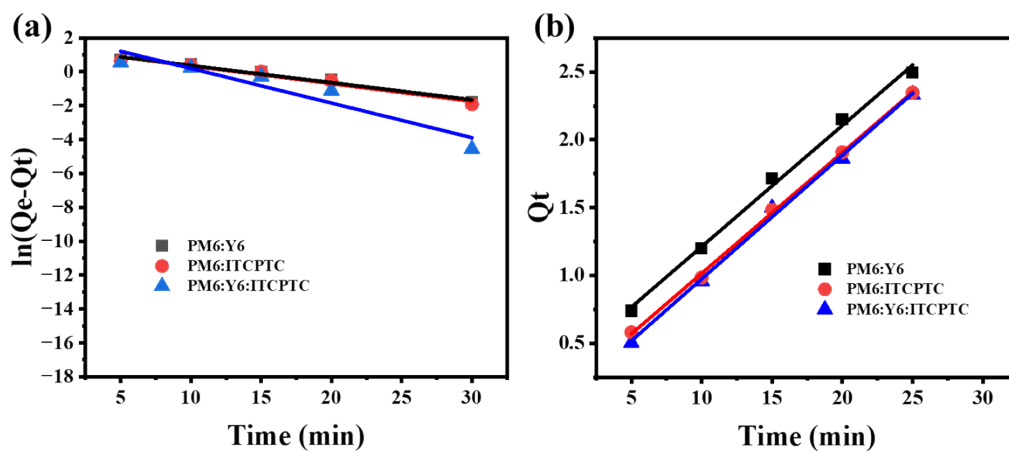 (a)
ln(Qe-Qt)
2
0
−2
−4
−6
−8
−10
−12
−14
−16
−18
PM6:Y6
PM6:ITCPTC
PM6:Y6:ITCPTC
5 10 15 20 25 30
Time (min)
(b)
Qt
2.5
2.0
1.5
1.0
0.5
PM6:Y6
PM6:ITCPTC
PM6:Y6:ITCPTC
5 10 15 20 25 30
Time (min)